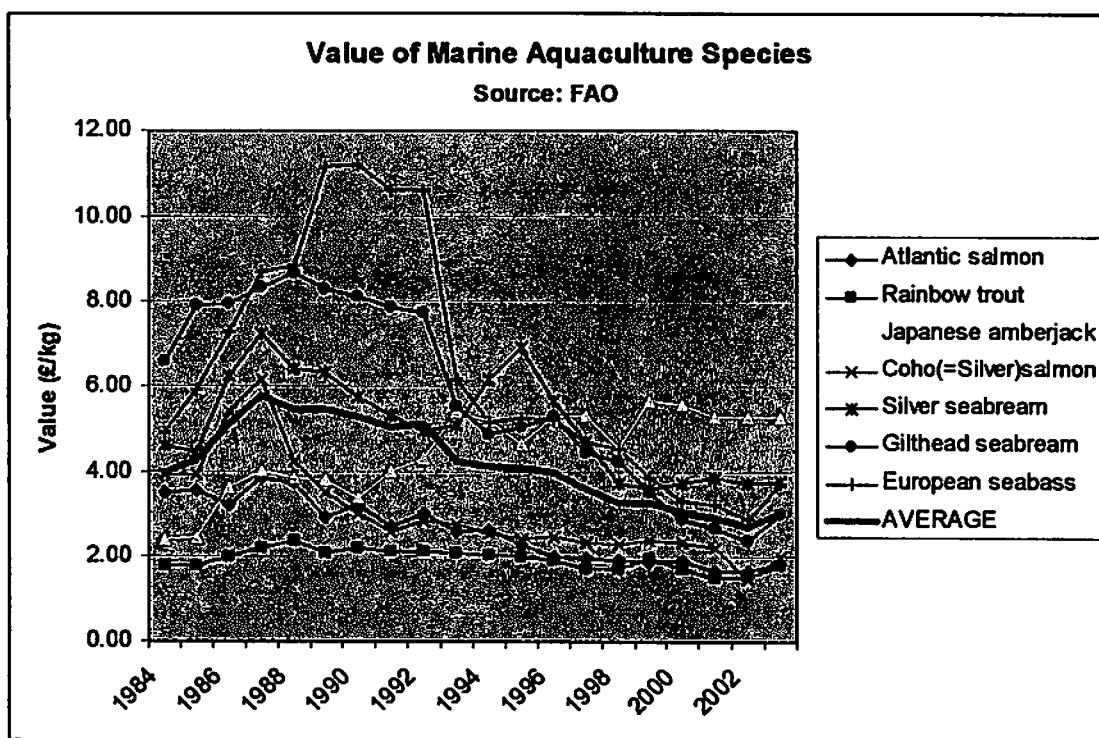 Value of Marine Aquaculture Species
Source: FAO
Value (£/kg)
12.00
10.00
8.00
6.00
4.00
2.00
0.00
1984
1986
1988
1990
1992
1994
1996
1998
2000
2002
Atlantic salmon
Rainbow trout
Japanese amberjack
Coho(=Silver)salmon
Silver seabream
Gilthead seabream
European seabass
AVERAGE